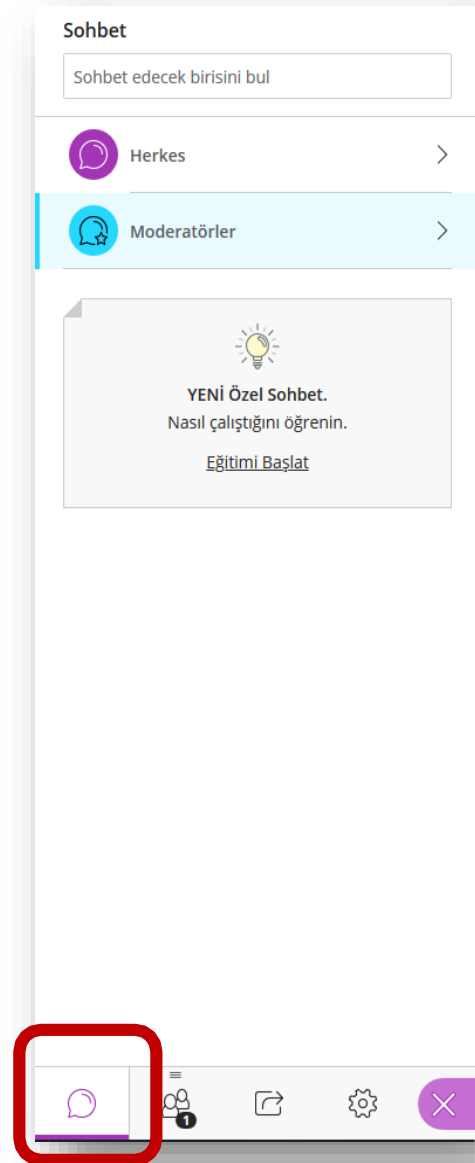 Sohbet
Sohbet edecek birisini bul
Herkes
Moderatörler
YENİ Özel Sohbet.
Nasıl çalıştığını öğrenin.
Eğitimi Başlat
1